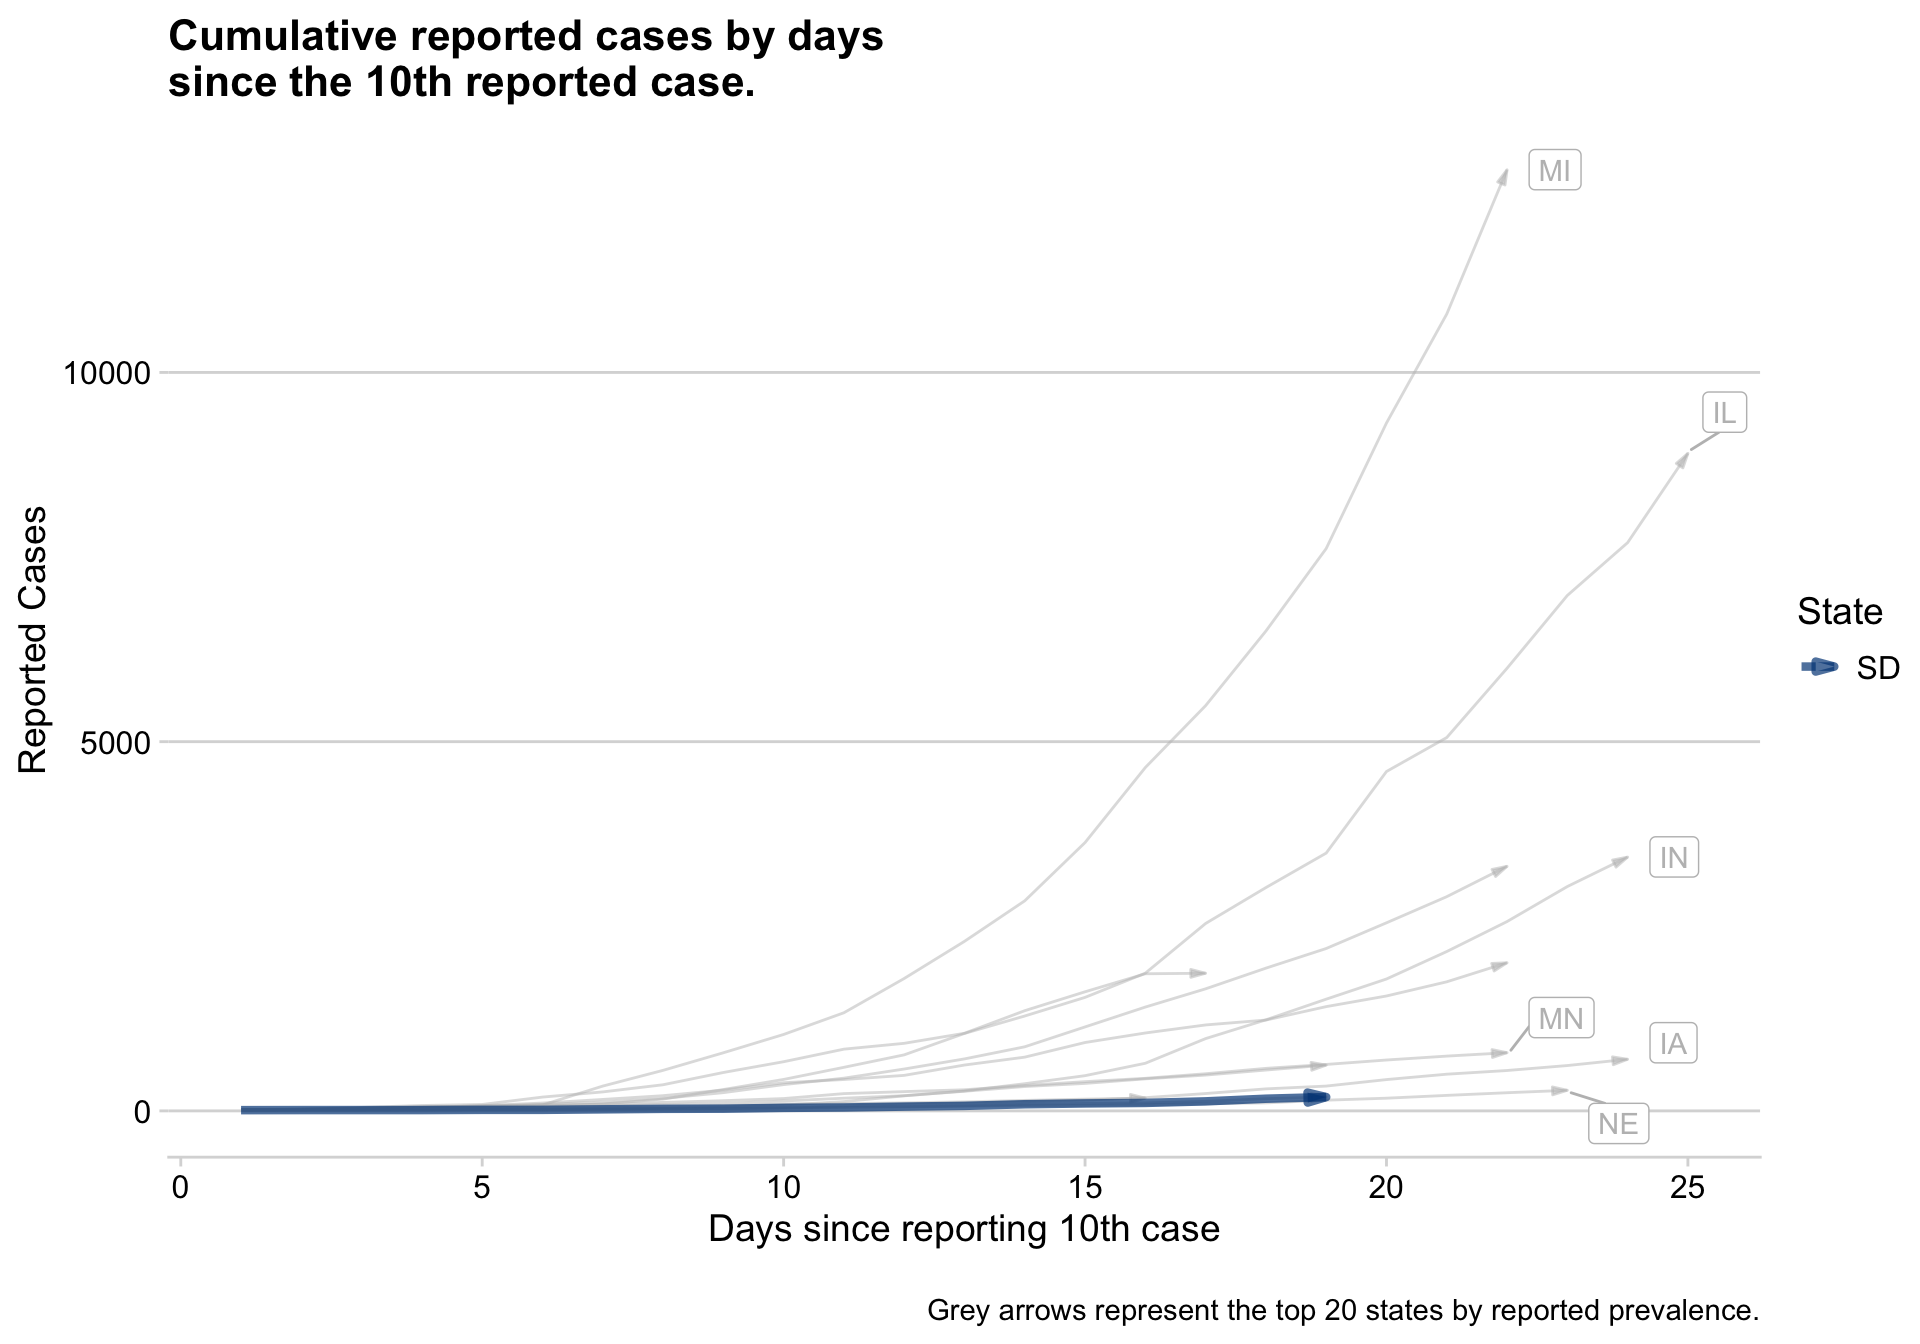 Cumulative reported cases by days
since the 10th reported case.
MI
10000
IL
Reported Cases
State
SD
5000
IN
MN
IA
0
NE
0 5 10 15 20 25
Days since reporting 10th case
Grey arrows represent the top 20 states by reported prevalence.